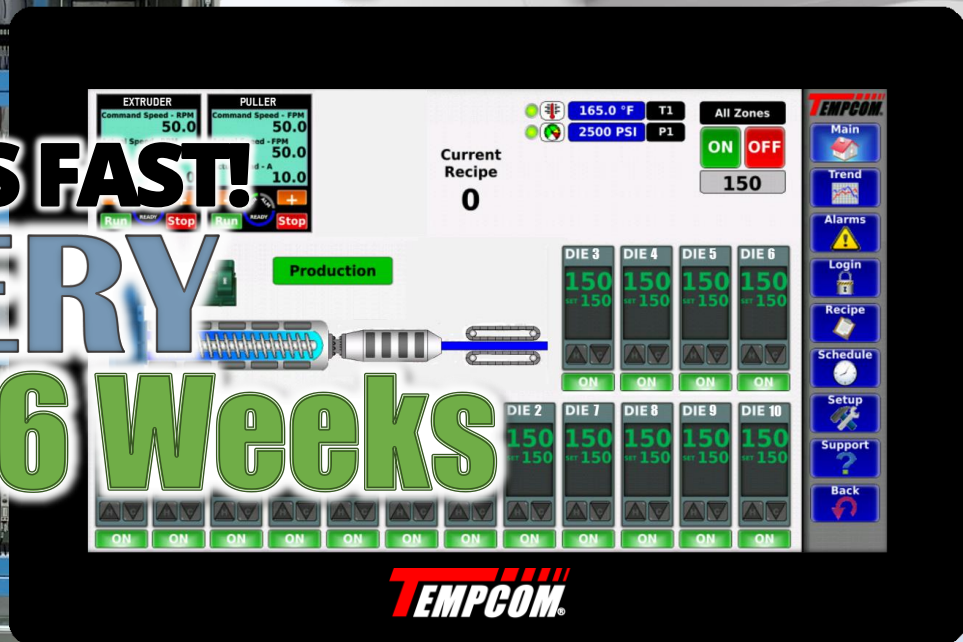 EXTRUDER
Command Speed - RPM
50.0
PULLER
Command Speed - FPM
50.0
- FPM
50.0
- A
10.0
Run READY Stop
Run READY Stop
S FAST!
ERY
6 Weeks
Current
Recipe
0
165.0 °F T1
2500 PSI P1
All Zones
ON OFF
150
Production
DIE 3 DIE 4 DIE 5 DIE 6
150 150 150 150
SET 150 SET 150 SET 150 SET 150
ON ON ON ON
DIE 2 DIE 7 DIE 8 DIE 9 DIE 10
150 150 150 150 150
SET 150 SET 150 SET 150 SET 150 SET 150
ON ON ON ON ON ON ON ON ON ON ON ON
TEMPCOM
Main
Trend
Alarms
Login
Recipe
Schedule
Setup
Support
Back
TEMPCOM®